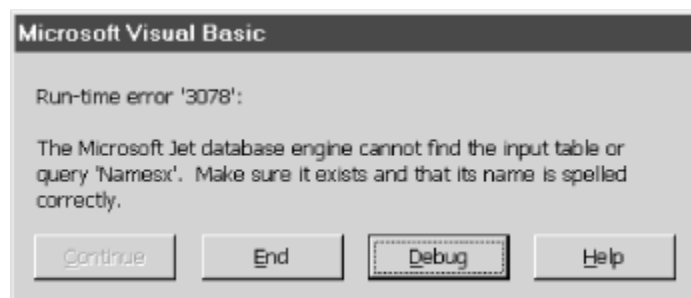 Microsoft Visual Basic
Run-time error '3078':
The Microsoft Jet database engine cannot find the input table or
query 'Namesx'. Make sure it exists and that its name is spelled
correctly.
Continue End Debug Help